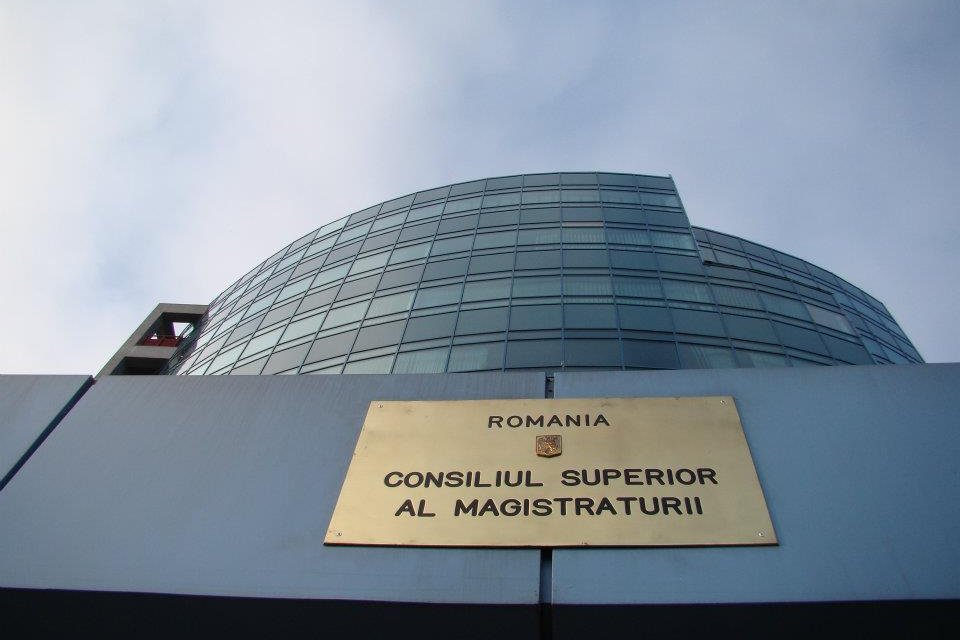 ROMANIA
CONSILIUL SUPERIOR
AL MAGISTRATURII